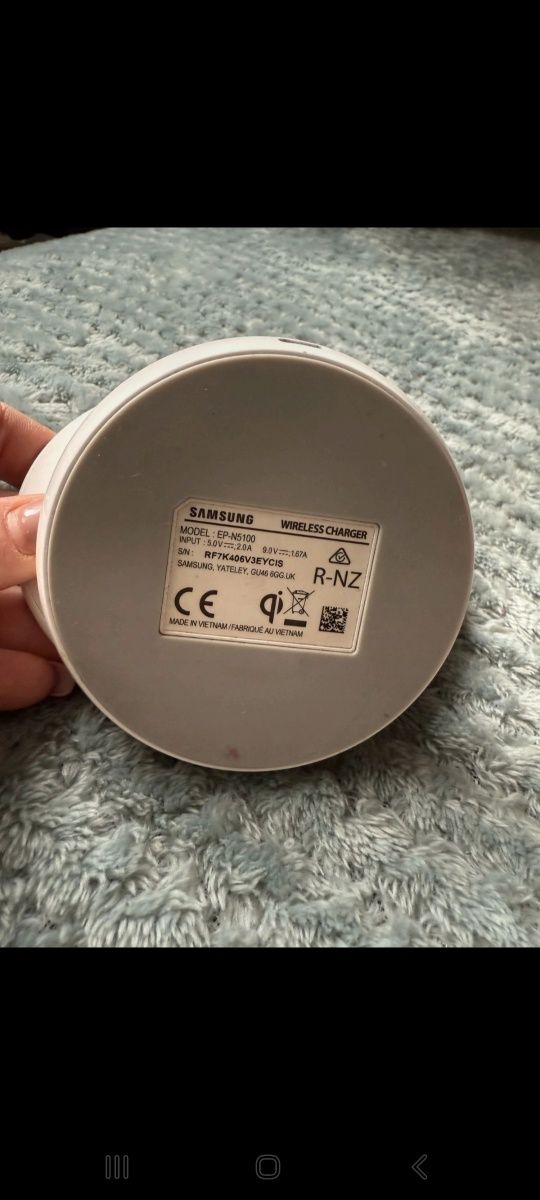 SAMSUNG WIRELESS CHARGER
MODEL : EP-N5100
INPUT : 5.0V⎓;2.0A 9.0V⎓;1.67A
S/N : RF7K406V3EYCIS
SAMSUNG, YATELEY, GU46 6GG.UK
R-NZ
CE
qi
MADE IN VIETNAM / FABRIQUÉ AU VIETNAM